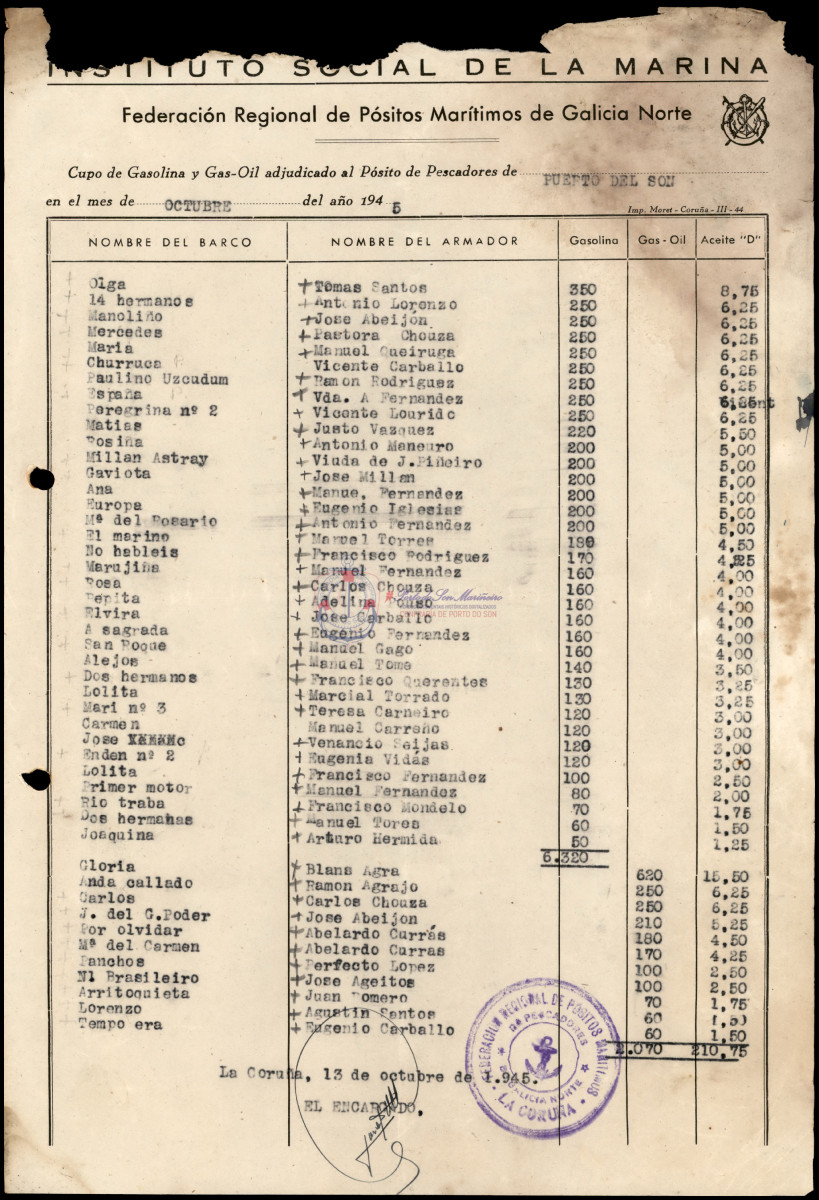 INSTITUTO SOCIAL DE LA MARINA
Federación Regional de Pósitos Marítimos de Galicia Norte
Cupo de Gasolina y Gas-Oil adjudicado al Pósito de Pescadores de PUERTO DEL SON
en el mes de OCTUBRE del año 1945
Imp. Moret - Coruña - III - 44
NOMBRE DEL BARCO NOMBRE DEL ARMADOR Gasolina Gas-Oil Aceite "D"
Olga + Tomas Santos 350 8,75
14 hermanos + Antonio Lorenzo 250 6,25
Manoliño + Jose Abeijón 250 6,25
Mercedes + Pastora Chouza 250 6,25
Maria + Manuel Queiruga 250 6,25
Churruca Vicente Carballo 250 6,25
Paulino Uzcudum + Ramon Rodriguez 250 6,25
España + Vda. A Fernandez 250 6,25
Peregrina nº 2 + Vicente Lourido 250 6,25
Matias + Justo Vazquez 220 5,50
Rosiña + Antonio Maneuro 200 5,00
Millan Astray + Viuda de J.Piñeiro 200 5,00
Gaviota + Jose Millan 200 5,00
Ana + Manue, Fernandez 200 5,00
Europa + Eugenio Iglesias 200 5,00
Mª del Rosario + Antonio Fernandez 200 5,00
El marino + Manuel Torres 180 4,50
No hableis + Francisco Rodriguez 170 4,25
Marujiña + Manuel Fernandez 160 4,00
Rosa + Carlos Chouza 160 4,00
Pepita + Adelina Pouso 160 4,00
Elvira + Jose Carballo 160 4,00
A sagrada + Eugenio Fernandez 160 4,00
San Roque + Manuel Gago 160 4,00
Alejos + Manuel Tome 140 3,50
Dos hermanos + Francisco Querentes 130 3,25
Lolita + Marcial Torrado 130 3,25
Mari nº 3 + Teresa Carneiro 120 3,00
Carmen Manuel Carreño 120 3,00
Jose + Venancio Seijas 120 3,00
Enden nº 2 + Eugenia Vidás 120 3,00
Lolita + Francisco Fernandez 100 2,50
Primer motor + Manuel Fernandez 80 2,00
Rio traba + Francisco Mondelo 70 1,75
Dos hermanas + Manuel Tores 60 1,50
Joaquina + Arturo Hermida 50 1,25
6.320
Gloria + Blans Agra 620 15,50
Anda callado + Ramon Agrajo 250 6,25
Carlos + Carlos Chouza 250 6,25
J. del G.Poder + Jose Abeijon 210 5,25
Por olvidar + Abelardo Currás 180 4,50
Mª del Carmen + Abelardo Curras 170 4,25
Panchos + Perfecto Lopez 100 2,50
Nl Brasileiro + Jose Ageitos 100 2,50
Arritoquieta + Juan Romero 70 1,75
Lorenzo + Agustin Santos 60 1,50
Tempo era + Eugenio Carballo 60 1,50
2.070 210,75
La Coruña, 13 de octubre de 1.945.
EL ENCARGADO,
FEDERACION REGIONAL DE POSITOS MARITIMOS
DE PESCADORES
DE GALICIA NORTE
LA CORUÑA